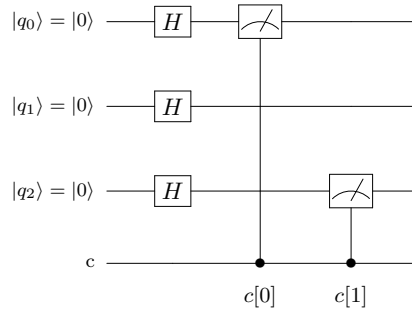 |q₀⟩ = |0⟩ H
|q₁⟩ = |0⟩ H
|q₂⟩ = |0⟩ H
c
c[0] c[1]